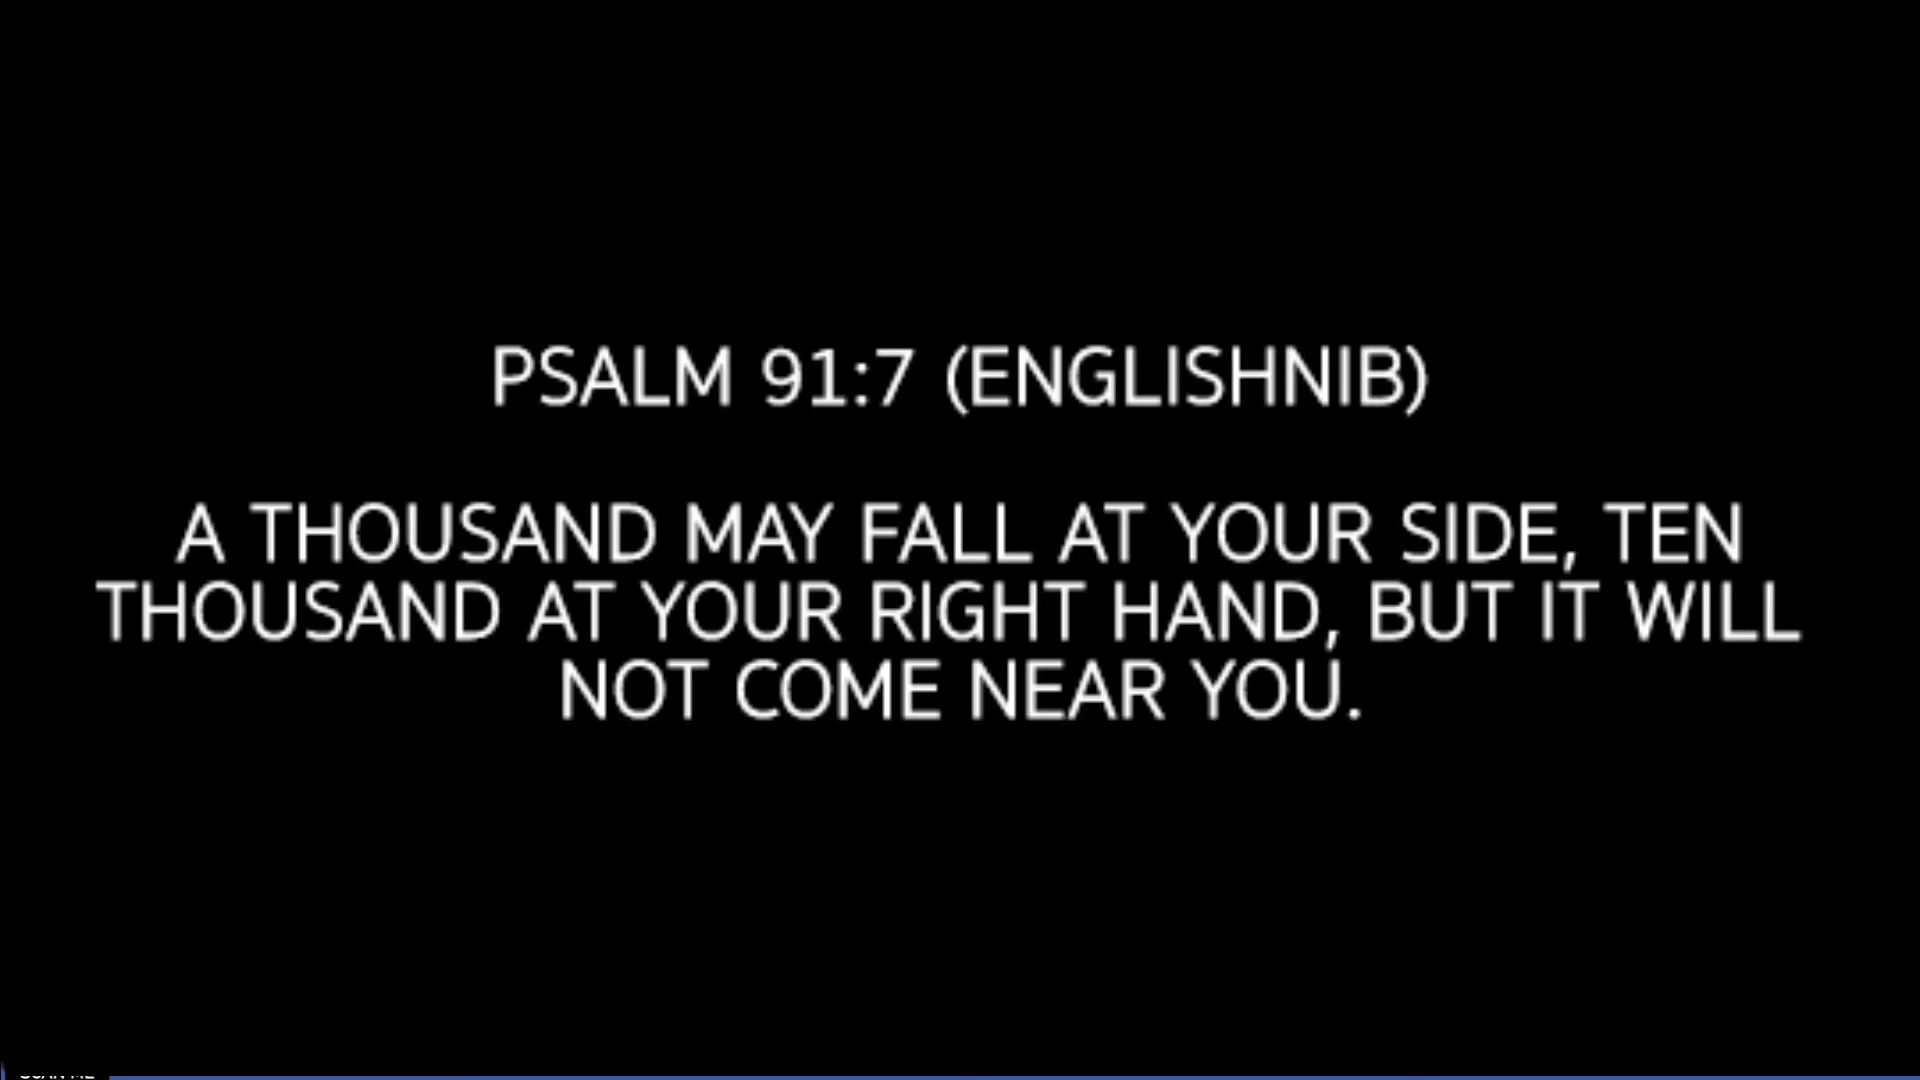 PSALM 91:7 (ENGLISHNIB)
A THOUSAND MAY FALL AT YOUR SIDE, TEN
THOUSAND AT YOUR RIGHT HAND, BUT IT WILL
NOT COME NEAR YOU.